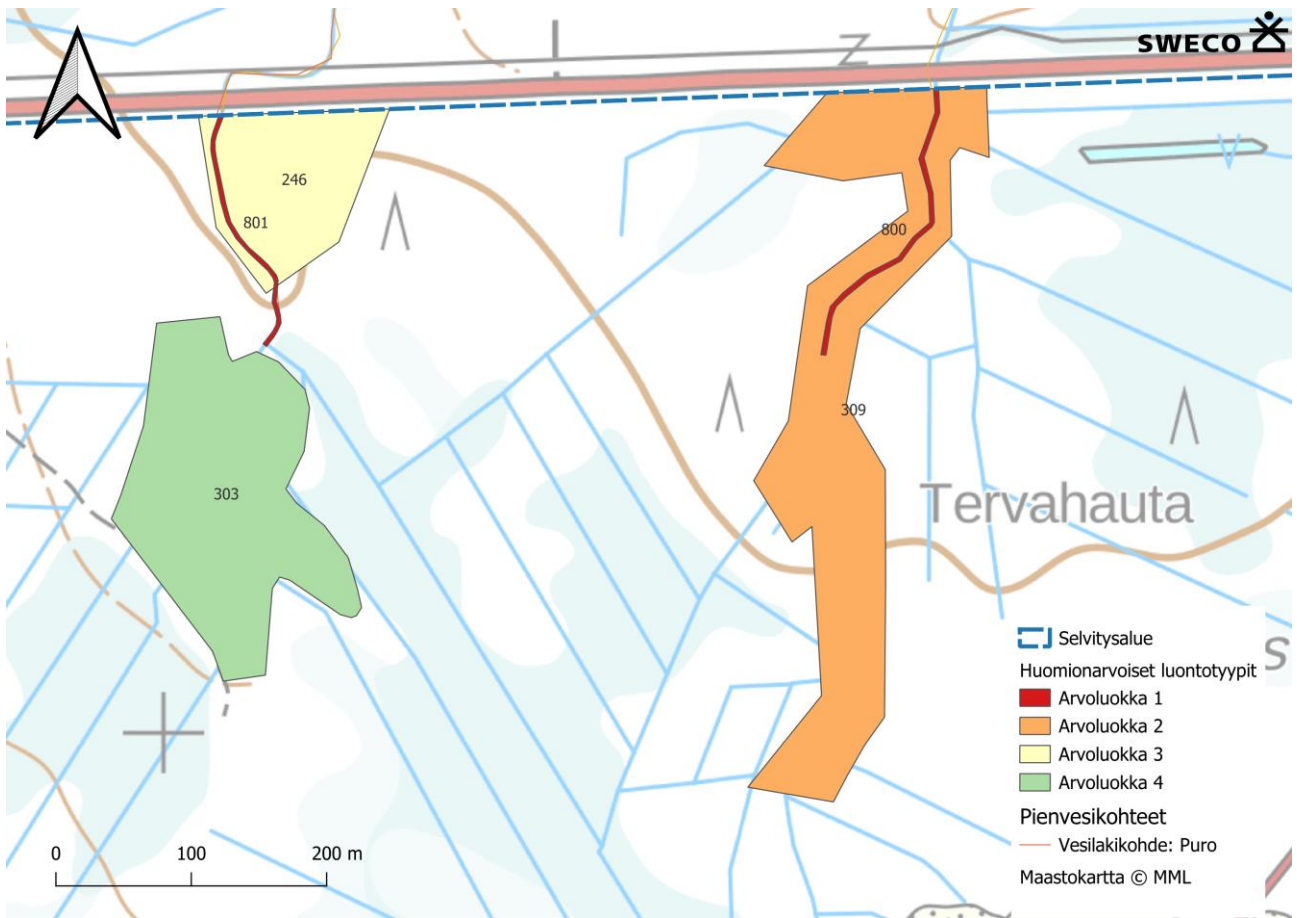 SWECO
246
801
800
309
303
Tervahauta
Selvitysalue
Huomionarvoiset luontotyypit
Arvoluokka 1
Arvoluokka 2
Arvoluokka 3
Arvoluokka 4
Pienvesikohteet
Vesilakikohde: Puro
Maastokartta © MML
s
0 100 200 m